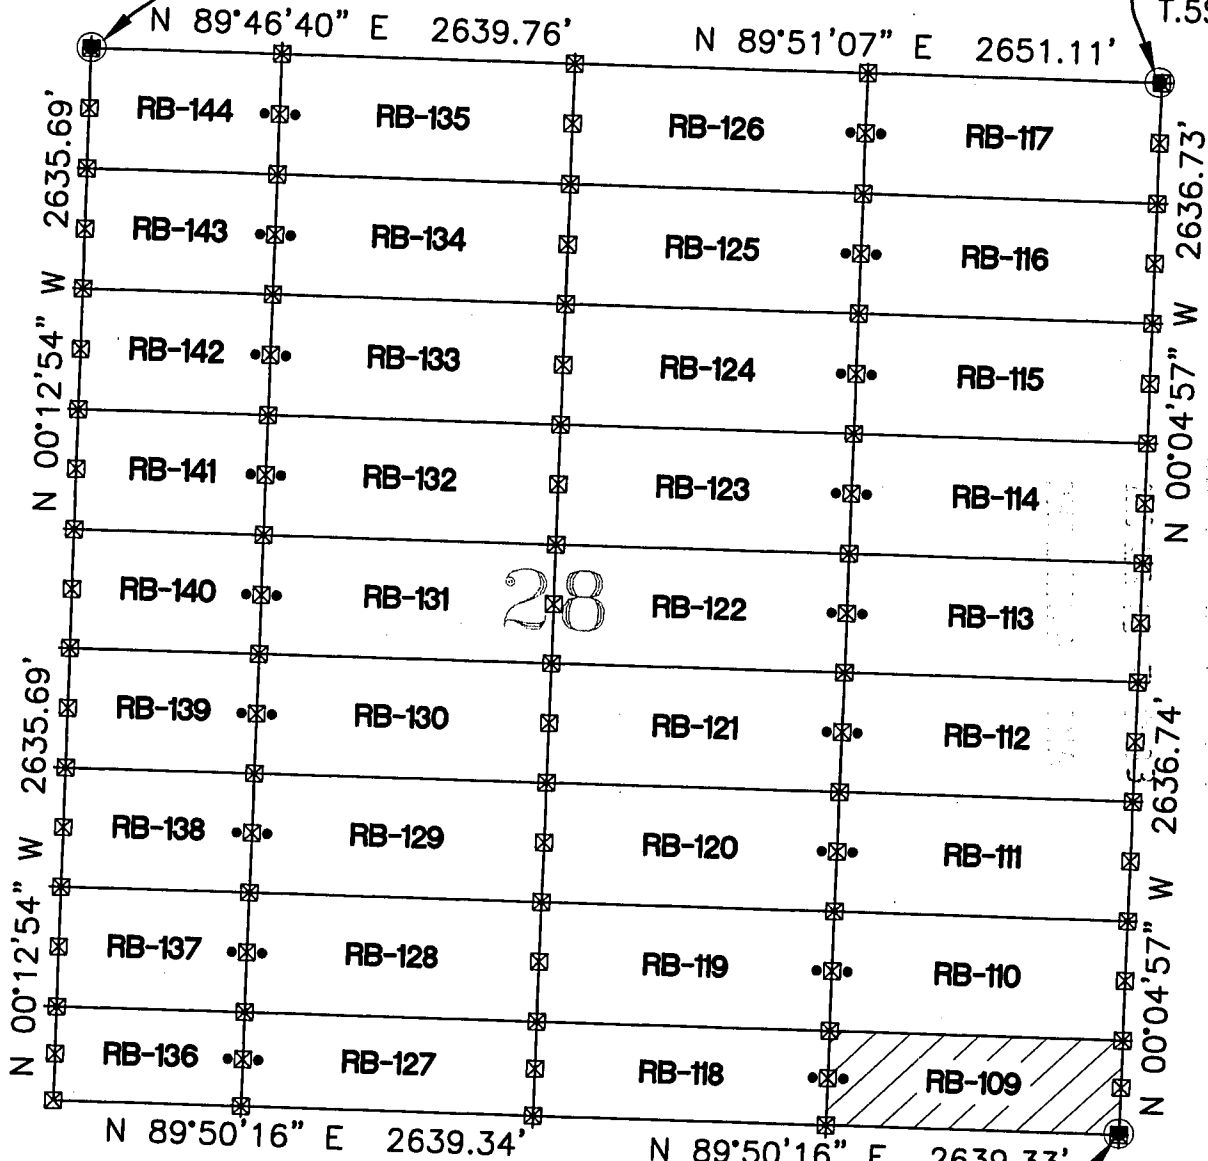 T.59
N 89°46'40" E 2639.76'
N 89°51'07" E 2651.11'
2635.69'
N 00°12'54" W
2635.69'
N 00°12'54" W
2636.73'
N 00°04'57" W
2636.74'
N 00°04'57" W
RB-144 RB-135 RB-126 RB-117
RB-143 RB-134 RB-125 RB-116
RB-142 RB-133 RB-124 RB-115
RB-141 RB-132 RB-123 RB-114
28
RB-140 RB-131 RB-122 RB-113
RB-139 RB-130 RB-121 RB-112
RB-138 RB-129 RB-120 RB-111
RB-137 RB-128 RB-119 RB-110
RB-136 RB-127 RB-118 RB-109
N 89°50'16" E 2639.34'
N 89°50'16" E 2639.33'